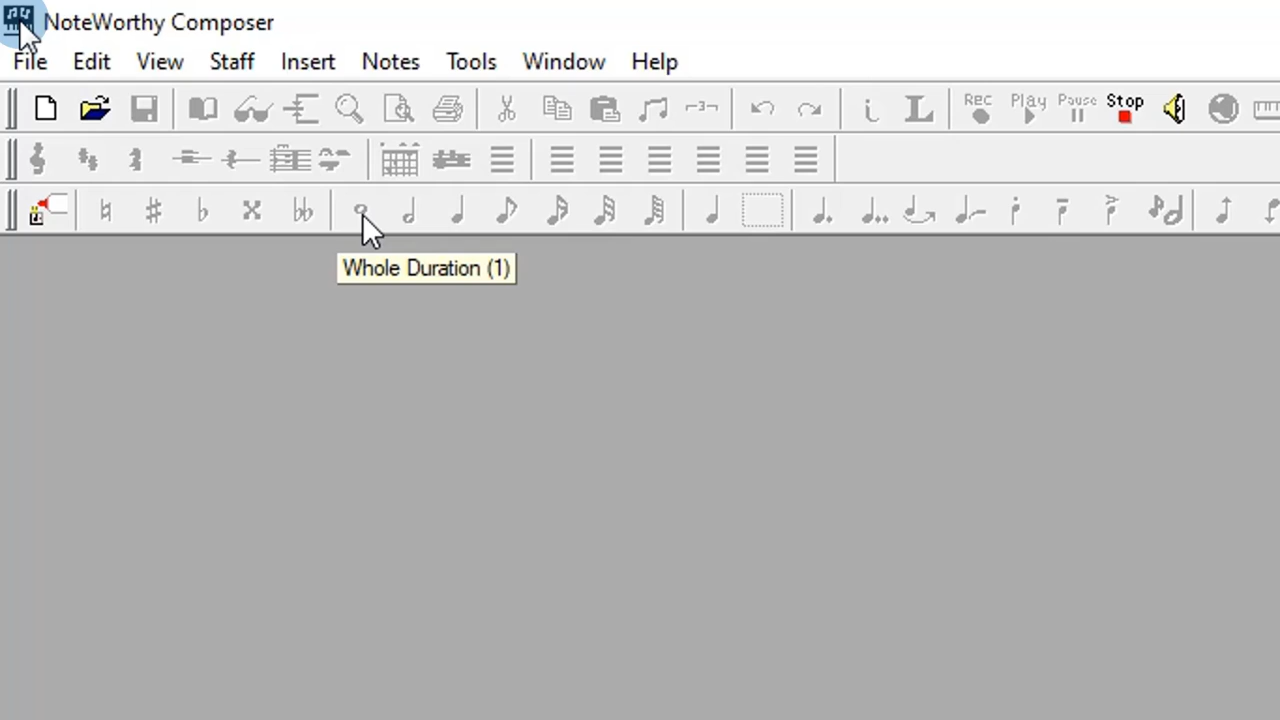 NoteWorthy Composer
File Edit View Staff Insert Notes Tools Window Help
Rec Play Pause Stop
Whole Duration (1)